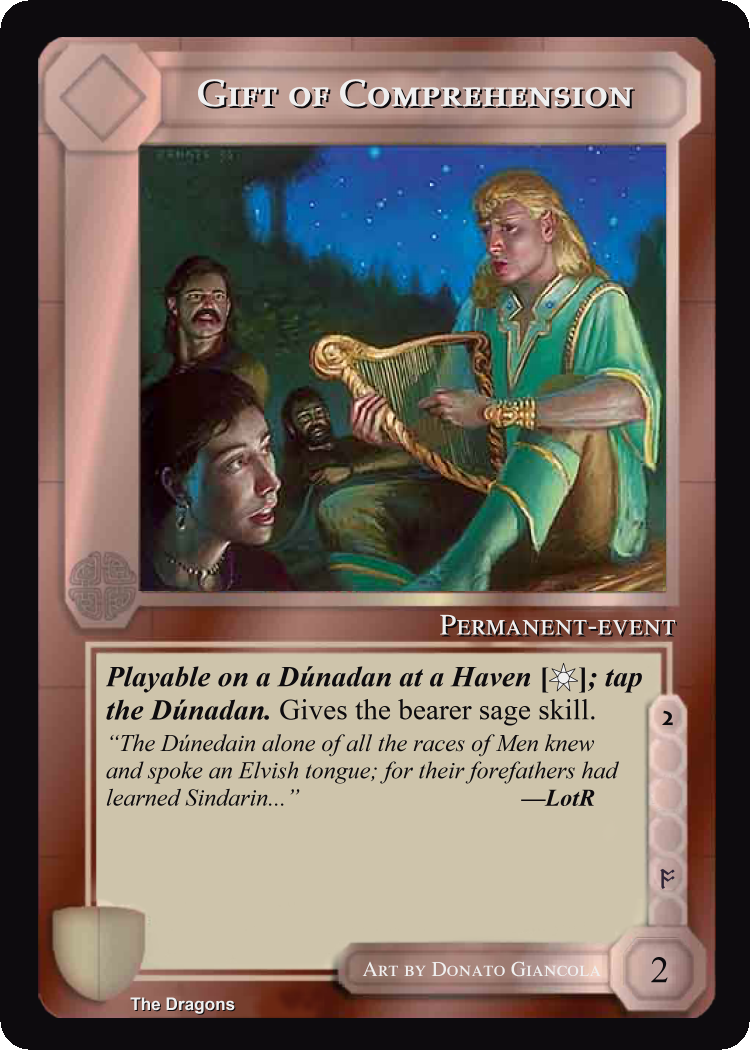 Gift of Comprehension
DONATO 95
Permanent-event
Playable on a Dúnadan at a Haven [ ]; tap
the Dúnadan. Gives the bearer sage skill.
“The Dúnedain alone of all the races of Men knew
and spoke an Elvish tongue; for their forefathers had
learned Sindarin...”
—LotR
2
ᚩ
Art by Donato Giancola
2
The Dragons